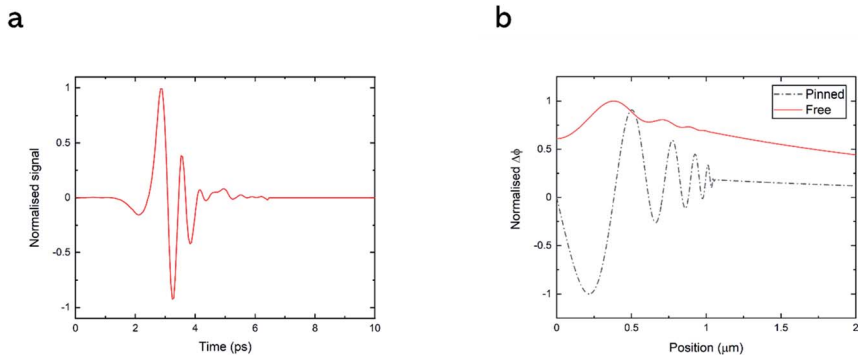 a
b
Normalised signal
1
0.5
0
-0.5
-1
0
2
4
6
8
10
Time (ps)
Normalised Δϕ
1
0.5
0
-0.5
-1
0
0.5
1
1.5
2
Position (μm)
Pinned
Free